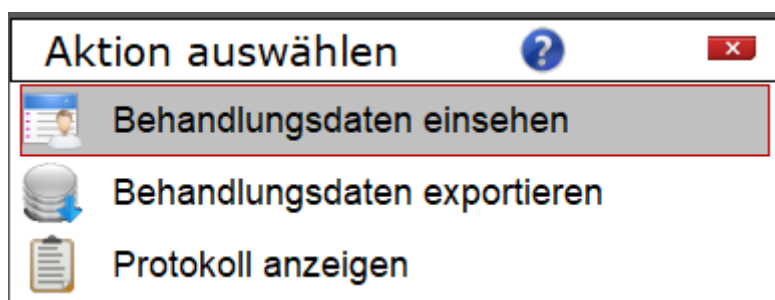 Aktion auswählen
Behandlungsdaten einsehen
Behandlungsdaten exportieren
Protokoll anzeigen